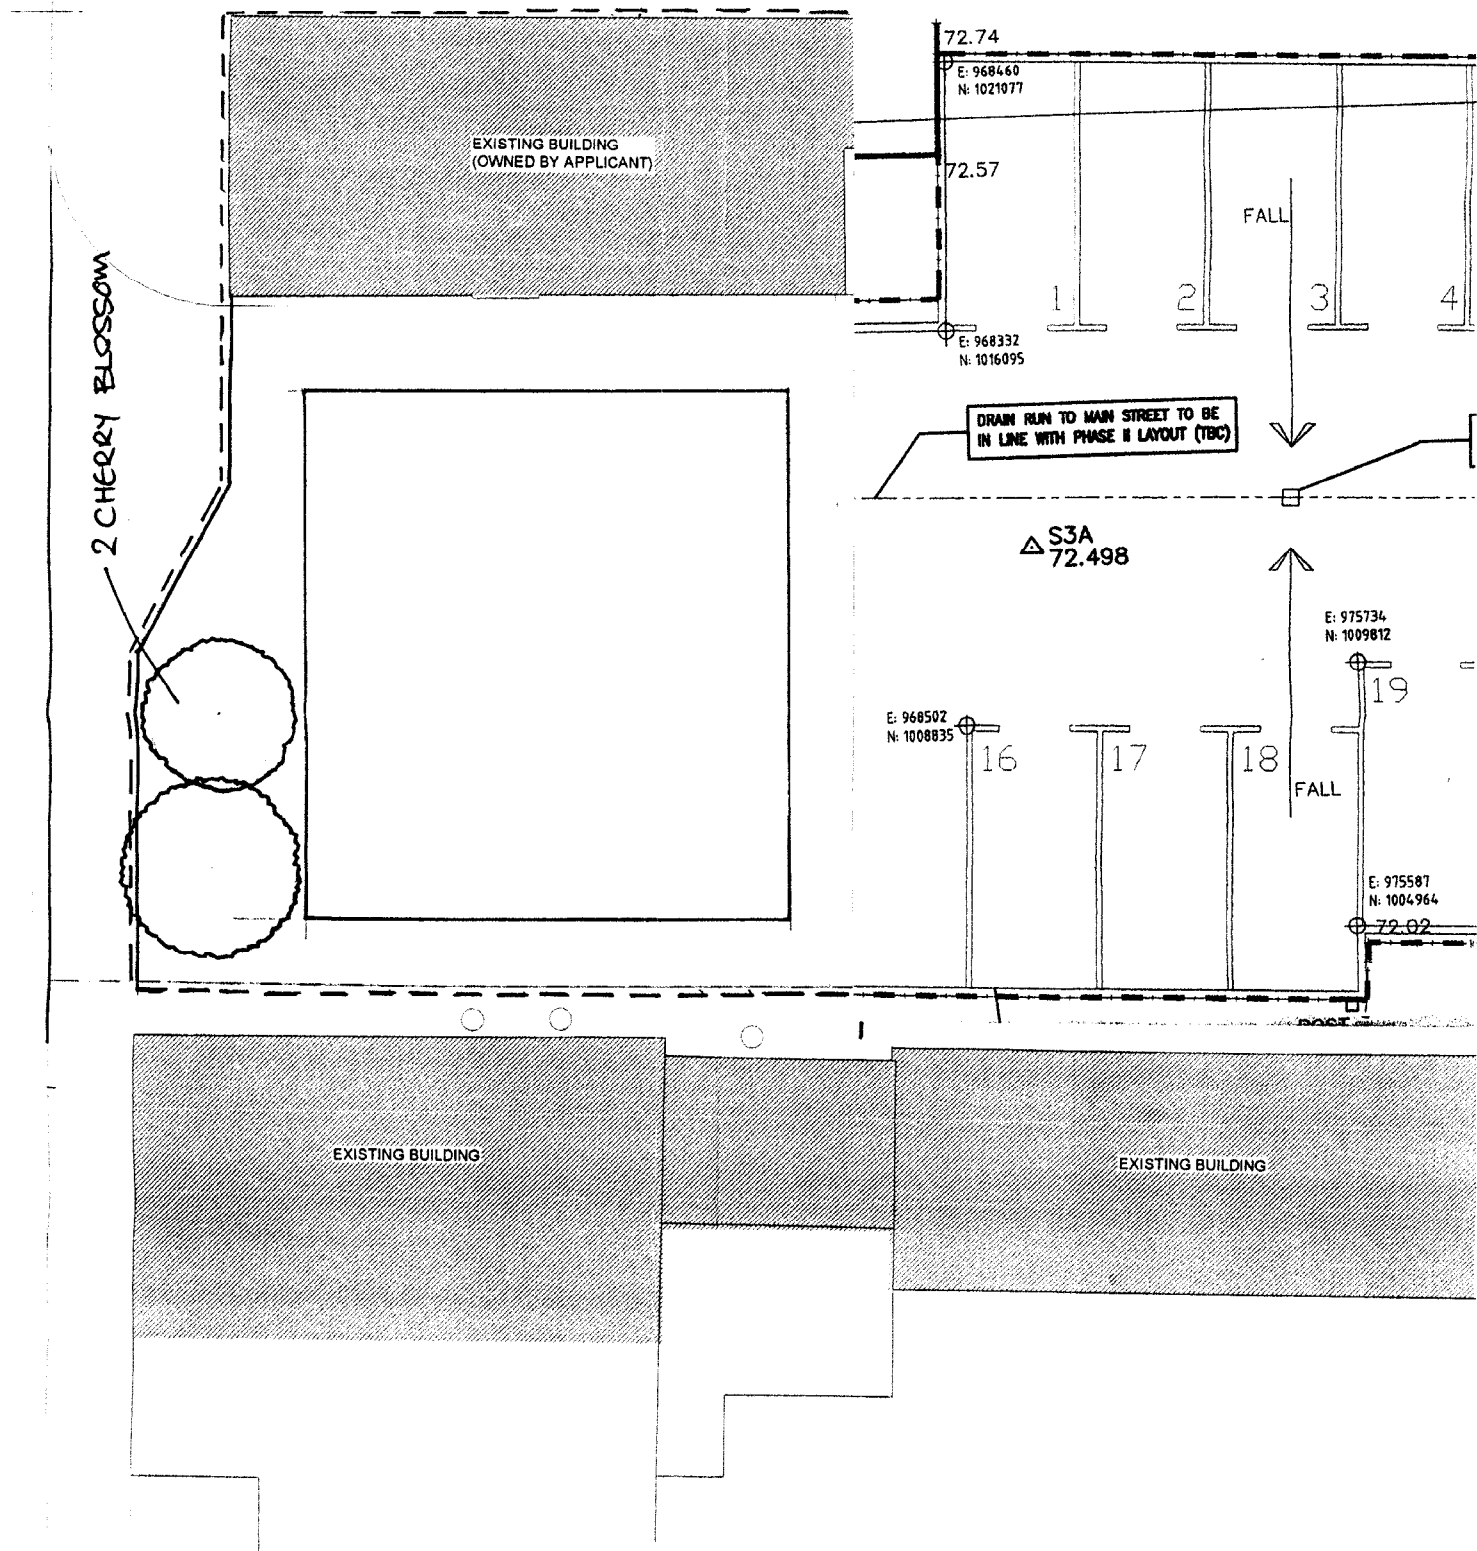 72.74
E: 968460
N: 1021077
EXISTING BUILDING
(OWNED BY APPLICANT)
72.57
FALL
2 CHERRY BLOSSOM
1
2
3
4
E: 968332
N: 1016095
DRAIN RUN TO MAIN STREET TO BE
IN LINE WITH PHASE II LAYOUT (TBC)
S3A
72.498
E: 975734
N: 1009812
19
E: 968502
N: 1008835
16
17
18
FALL
E: 975587
N: 1004964
72.02
POST
EXISTING BUILDING
EXISTING BUILDING